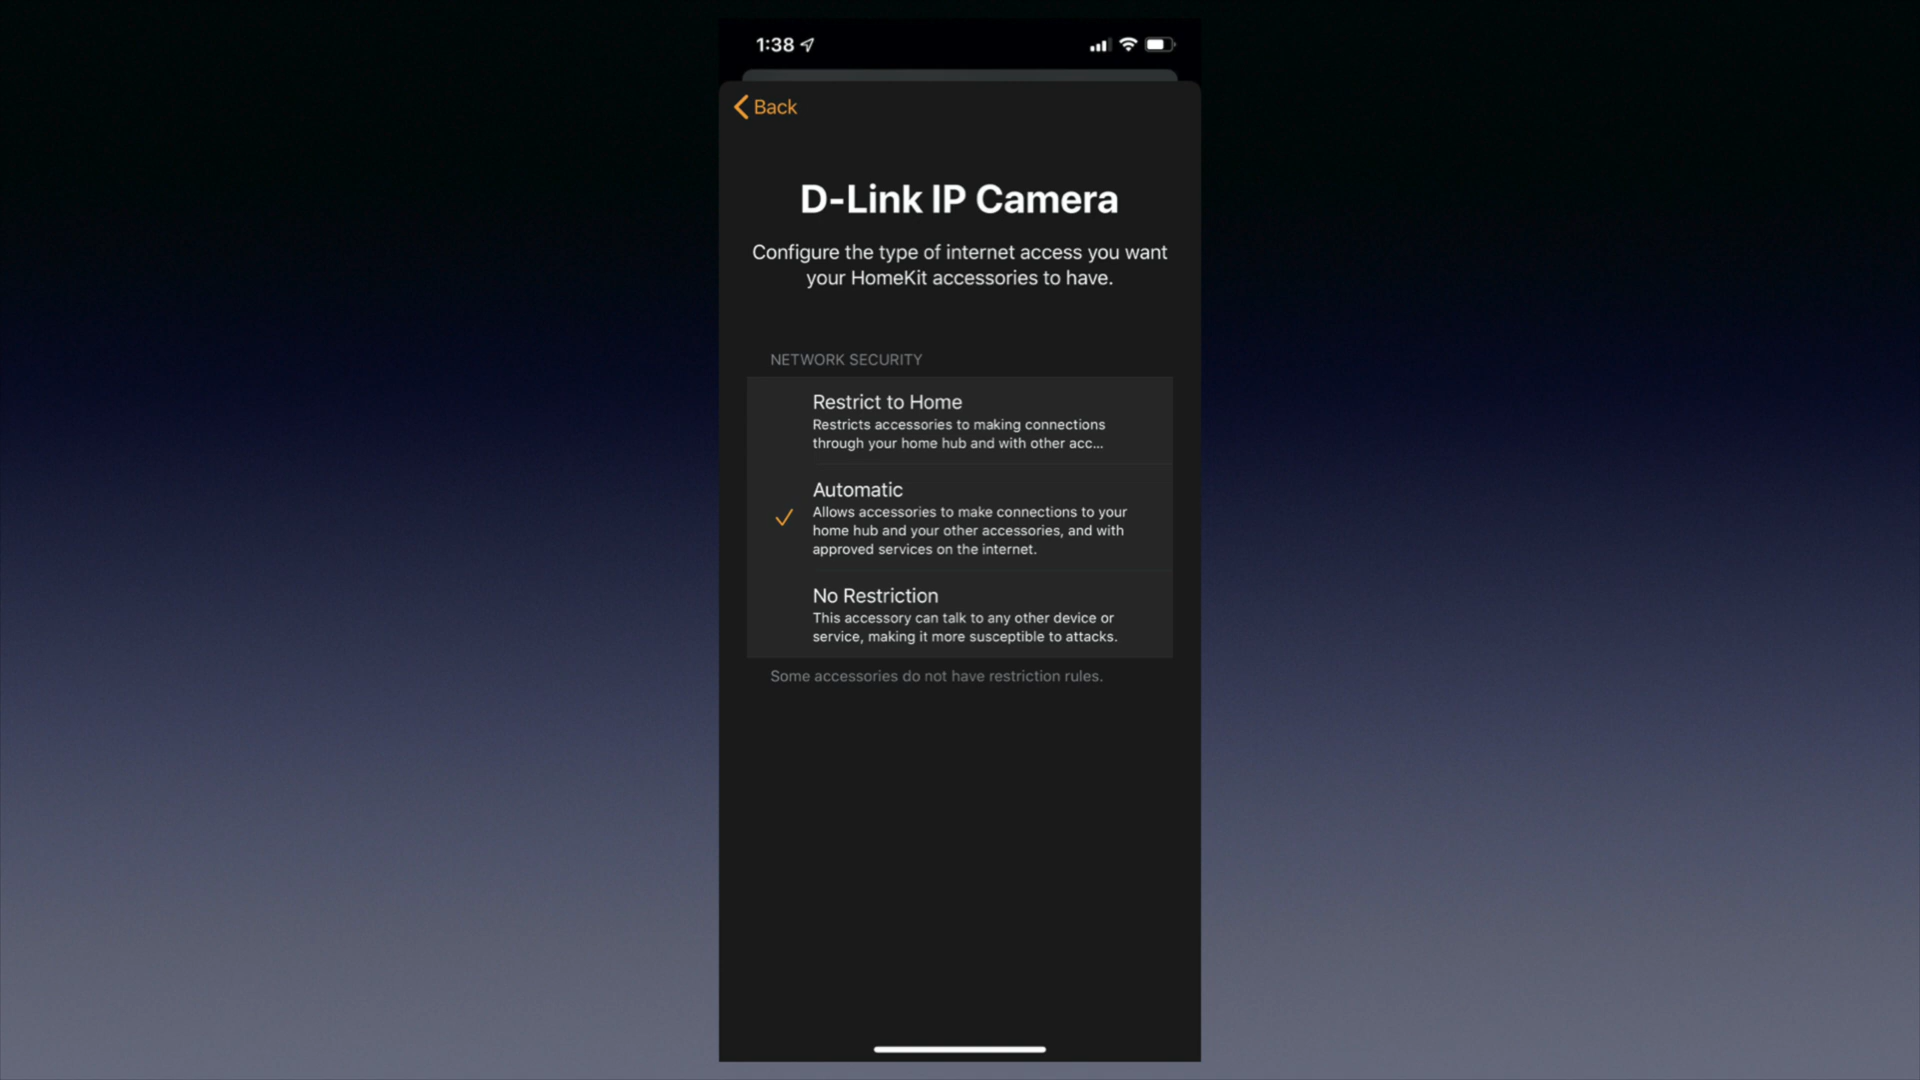 1:38
Back
D-Link IP Camera
Configure the type of internet access you want
your HomeKit accessories to have.
NETWORK SECURITY
Restrict to Home
Restricts accessories to making connections
through your home hub and with other acc...
Automatic
Allows accessories to make connections to your
home hub and your other accessories, and with
approved services on the internet.
No Restriction
This accessory can talk to any other device or
service, making it more susceptible to attacks.
Some accessories do not have restriction rules.